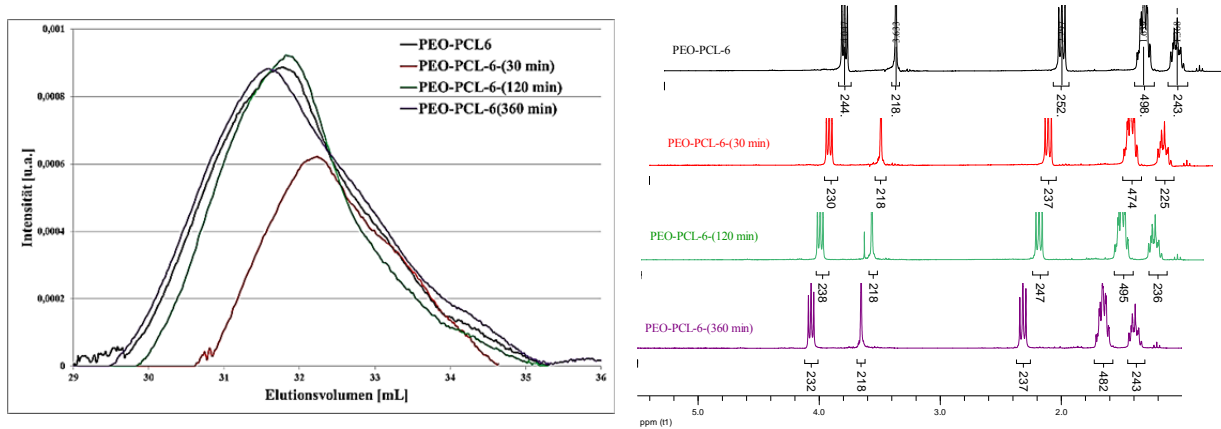 0,001
0,0008
0,0006
0,0004
0,0002
0
Intensität [u.a.]
PEO-PCL6
PEO-PCL-6-(30 min)
PEO-PCL-6-(120 min)
PEO-PCL-6(360 min)
29 30 31 32 33 34 35 36
Elutionsvolumen [mL]
PEO-PCL-6
244. 218. 252. 498. 243.
PEO-PCL-6-(30 min)
230 218 237 474 225
PEO-PCL-6-(120 min)
238 218 247 495 236
PEO-PCL-6-(360 min)
232 218 237 482 243
5.0 4.0 3.0 2.0
ppm (t1)